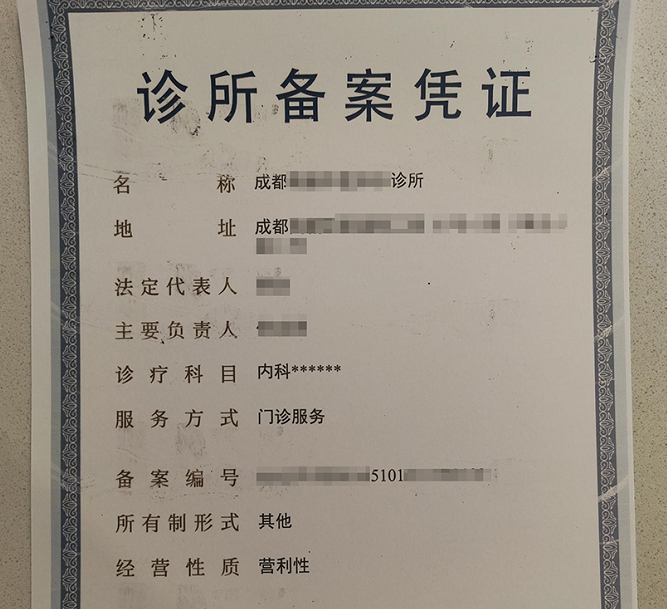 诊所备案凭证
名称 成都 诊所
地址 成都
法定代表人
主要负责人
诊疗科目 内科******
服务方式 门诊服务
备案编号 5101
所有制形式 其他
经营性质 营利性